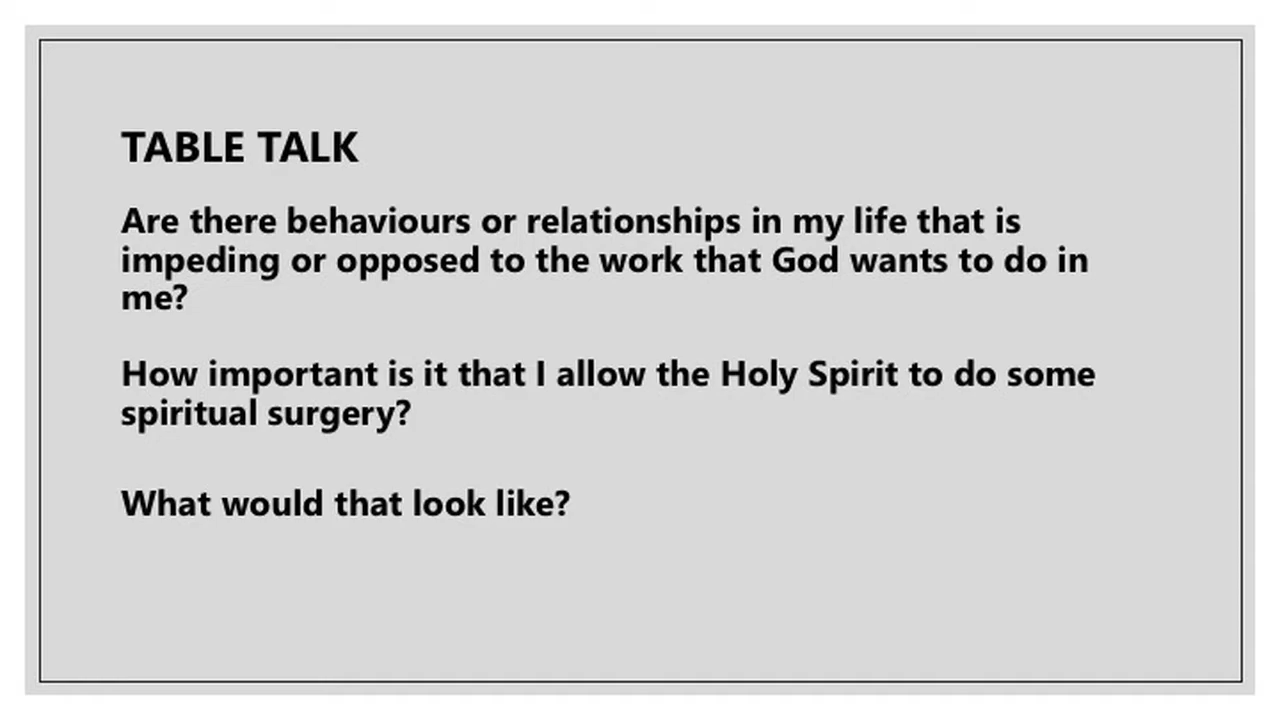 TABLE TALK
Are there behaviours or relationships in my life that is
impeding or opposed to the work that God wants to do in
me?
How important is it that I allow the Holy Spirit to do some
spiritual surgery?
What would that look like?